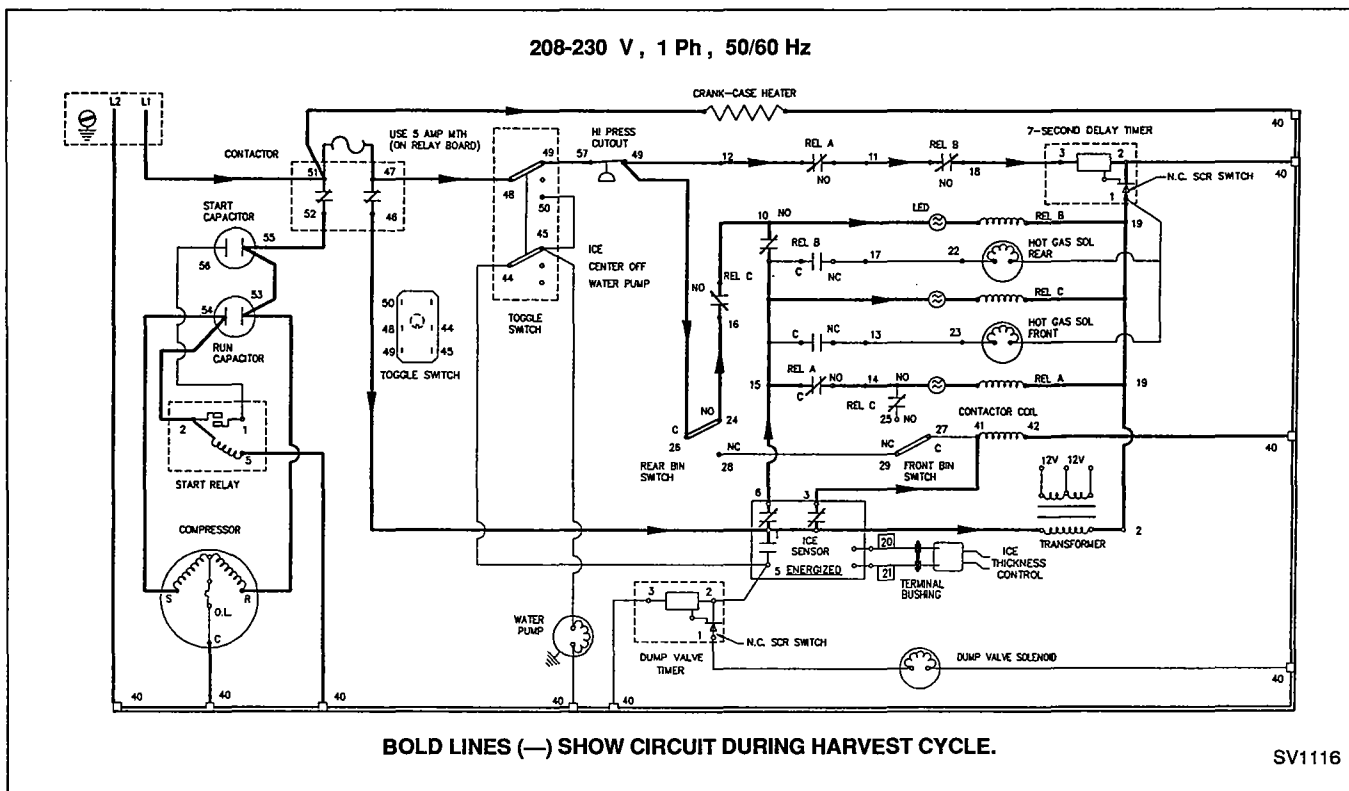 208-230 V , 1 Ph , 50/60 Hz
L2 L1
CRANK-CASE HEATER
40
USE 5 AMP MTH
(ON RELAY BOARD)
HI PRESS
CUTOUT
7-SECOND DELAY TIMER
CONTACTOR
51 47
49 57 49 12
REL A
NO
11
REL B
NO
18
3 2
40
N.C. SCR SWITCH
1
48
50
52 46
START
CAPACITOR
55
56
45
44
ICE
CENTER OFF
WATER PUMP
TOGGLE
SWITCH
10 NO
LED
REL B
19
REL B
C NC
17 22
HOT GAS SOL
REAR
REL C
NO
16
REL C
54 53
RUN
CAPACITOR
50
48 44
49 45
TOGGLE SWITCH
C NC
13 23
HOT GAS SOL
FRONT
15
REL A
C NO
14 NO
REL A
19
REL C
25 NO
2 1
5
START RELAY
C
26
NO
24
REAR BIN
SWITCH
NC
28
NC
29
27
C
FRONT BIN
SWITCH
CONTACTOR COIL
41 42
40
12V 12V
TRANSFORMER
2
6 3
1
ICE
SENSOR
5 ENERGIZED
20
21
TERMINAL
BUSHING
ICE
THICKNESS
CONTROL
COMPRESSOR
S R
O.L.
C
WATER
PUMP
3 2
1
N.C. SCR SWITCH
DUMP VALVE
TIMER
DUMP VALVE SOLENOID
40
40 40 40 40 40
BOLD LINES (—) SHOW CIRCUIT DURING HARVEST CYCLE.
SV1116